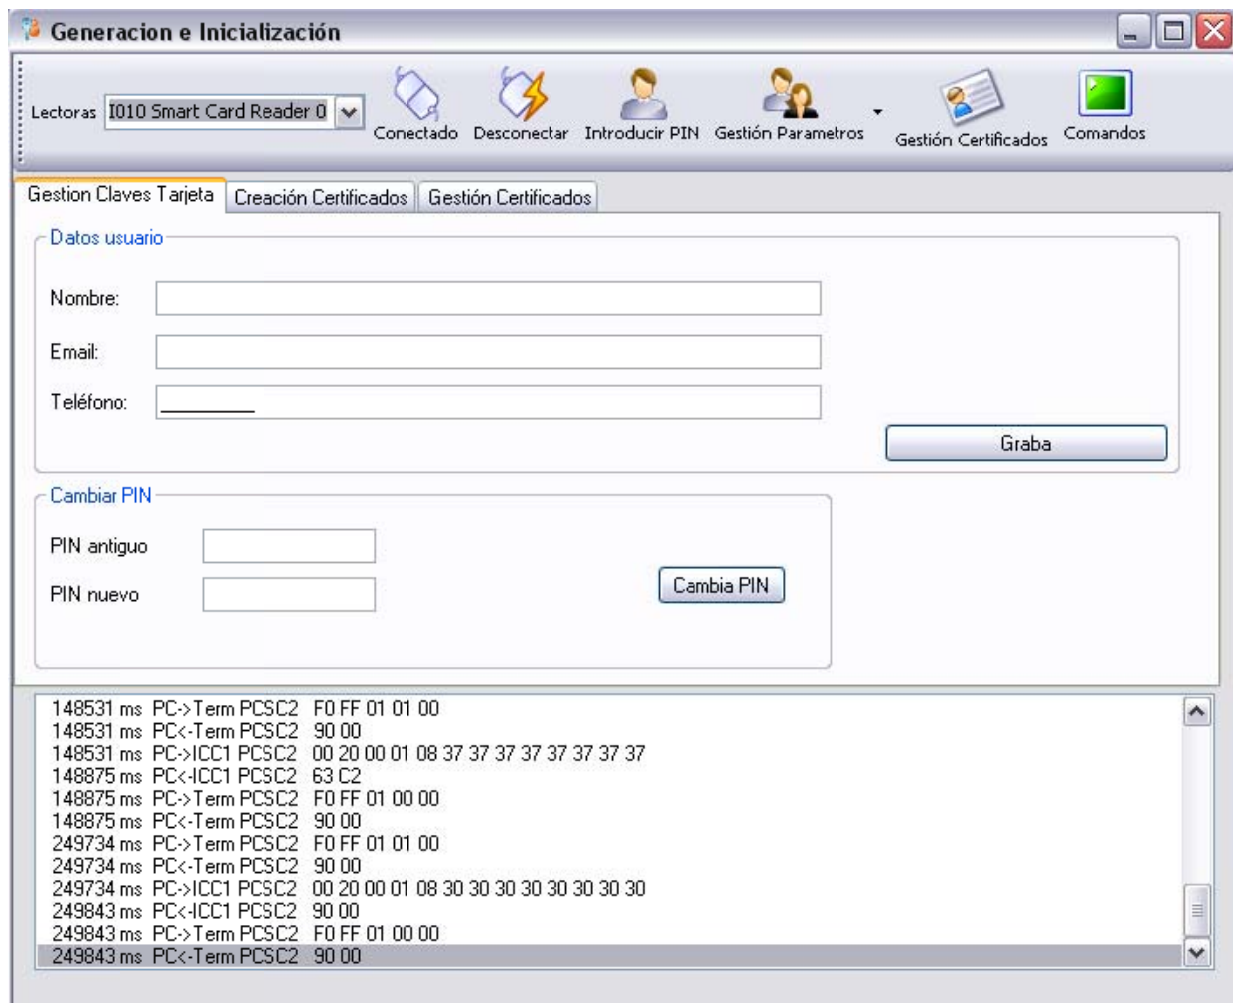 Generacion e Inicialización
Lectoras I010 Smart Card Reader 0
Conectado Desconectar Introducir PIN Gestión Parametros Gestión Certificados Comandos
Gestion Claves Tarjeta Creación Certificados Gestión Certificados
Datos usuario
Nombre:
Email:
Teléfono: _________
Graba
Cambiar PIN
PIN antiguo
PIN nuevo
Cambia PIN
148531 ms PC->Term PCSC2 F0 FF 01 01 00
148531 ms PC<-Term PCSC2 90 00
148531 ms PC->ICC1 PCSC2 00 20 00 01 08 37 37 37 37 37 37 37 37
148875 ms PC<-ICC1 PCSC2 63 C2
148875 ms PC->Term PCSC2 F0 FF 01 00 00
148875 ms PC<-Term PCSC2 90 00
249734 ms PC->Term PCSC2 F0 FF 01 01 00
249734 ms PC<-Term PCSC2 90 00
249734 ms PC->ICC1 PCSC2 00 20 00 01 08 30 30 30 30 30 30 30 30
249843 ms PC<-ICC1 PCSC2 90 00
249843 ms PC->Term PCSC2 F0 FF 01 00 00
249843 ms PC<-Term PCSC2 90 00